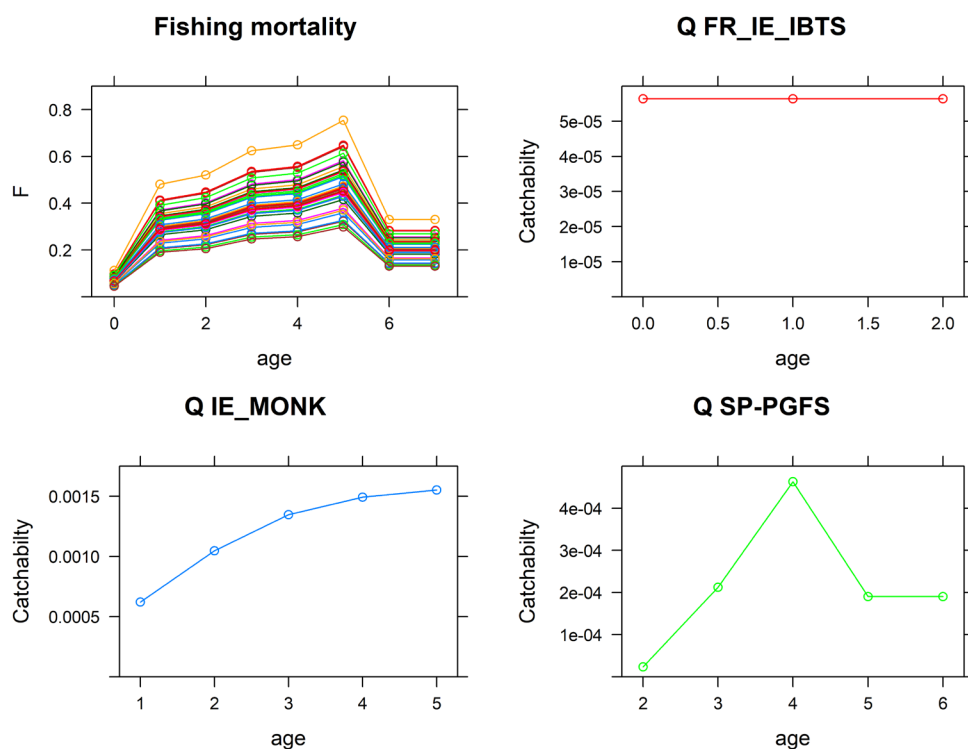 Fishing mortality
0.8
0.6
0.4
0.2
F
0 2 4 6
age
Q FR_IE_IBTS
5e-05
4e-05
3e-05
2e-05
1e-05
Catchabilty
0.0 0.5 1.0 1.5 2.0
age
Q IE_MONK
0.0015
0.0010
0.0005
Catchabilty
1 2 3 4 5
age
Q SP-PGFS
4e-04
3e-04
2e-04
1e-04
Catchabilty
2 3 4 5 6
age